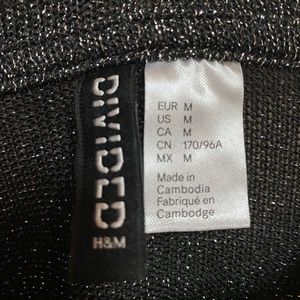 DIVIDED
H&M
EUR M
US M
CA M
CN 170/96A
MX M
Made in
Cambodia
Fabriqué en
Cambodge